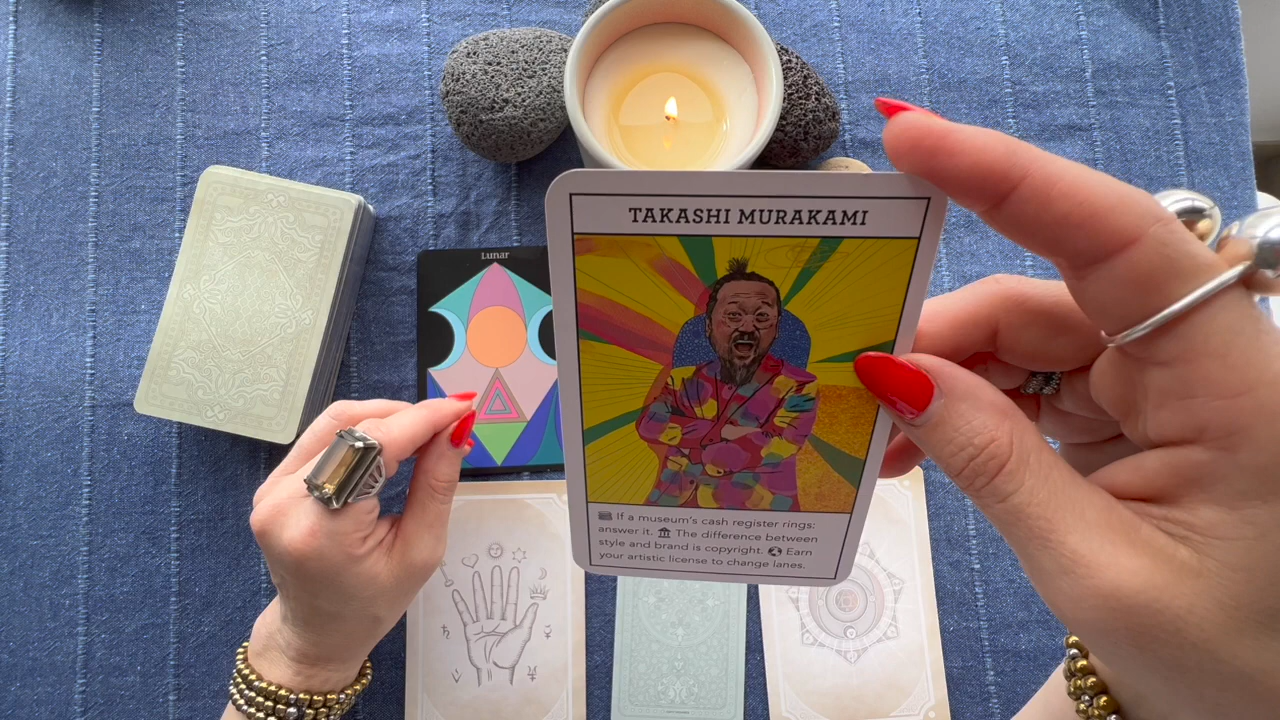 Lunar
TAKASHI MURAKAMI
If a museum's cash register rings:
answer it. The difference between
style and brand is copyright. Earn
your artistic license to change lanes.